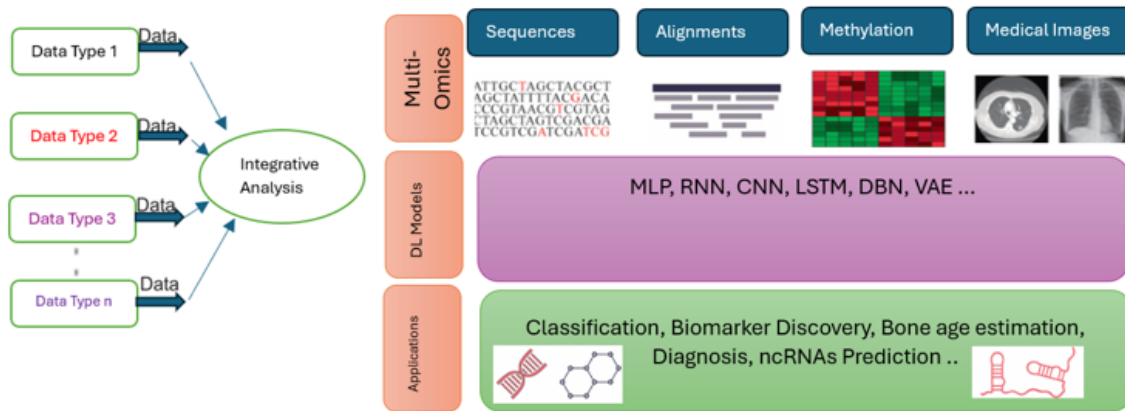 Data Type 1
Data
Data Type 2
Data
Data Type 3
Data
Data Type n
Data
Integrative
Analysis
Multi-
Omics
Sequences
Alignments
Methylation
Medical Images
ATTGCTAGCTACGCT
AGCTATTTTACGACA
CCCGTAACGTCGTAG
CTAGCTAGTCGACGA
TCCGTCGATCGATCG
DL Models
MLP, RNN, CNN, LSTM, DBN, VAE ...
Applications
Classification, Biomarker Discovery, Bone age estimation,
Diagnosis, ncRNAs Prediction ..